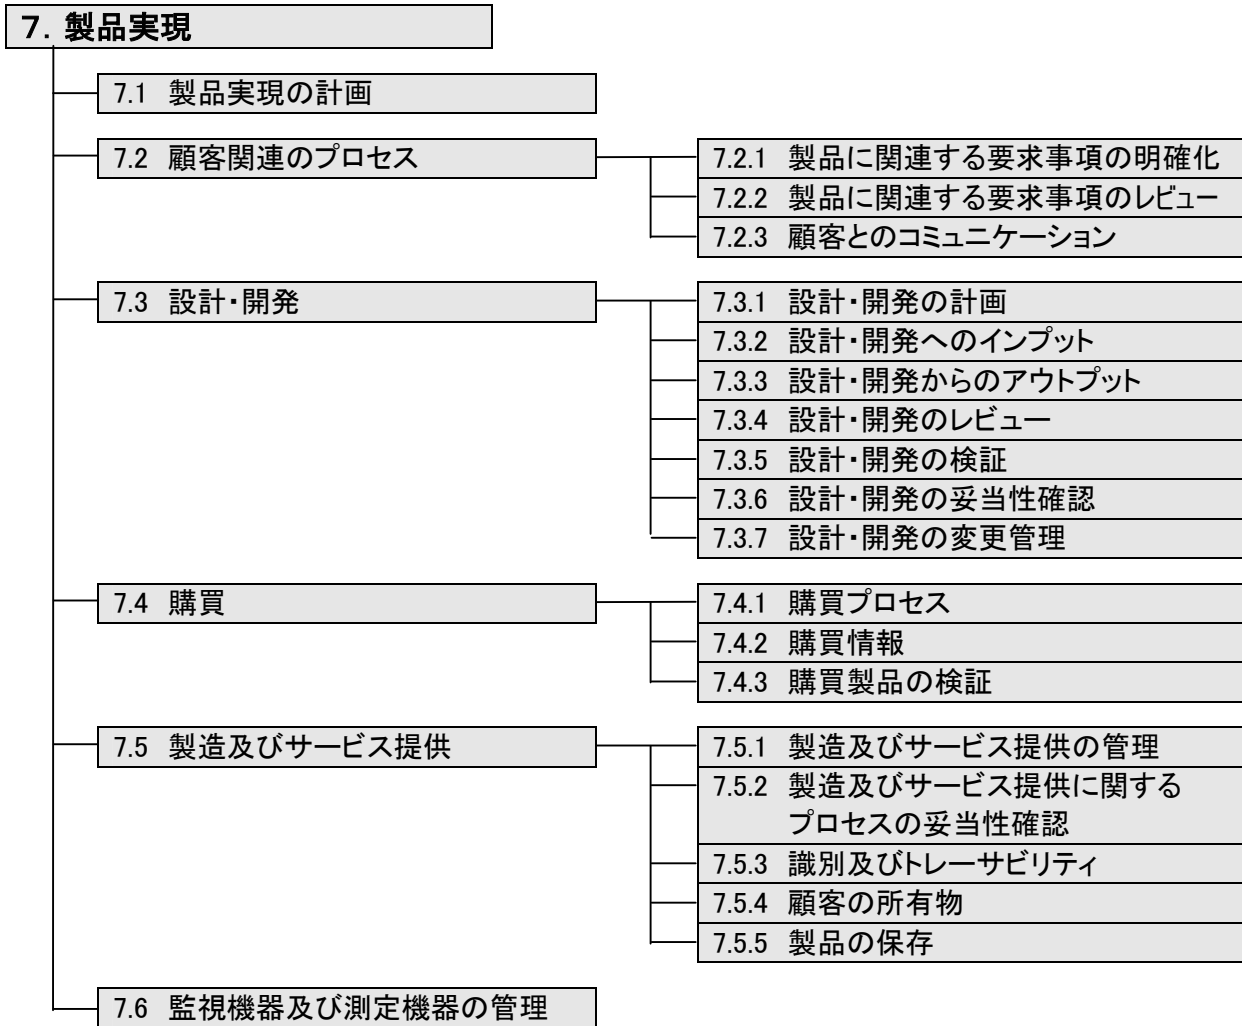 ７．製品実現
7.1 製品実現の計画
7.2 顧客関連のプロセス
7.2.1 製品に関連する要求事項の明確化
7.2.2 製品に関連する要求事項のレビュー
7.2.3 顧客とのコミュニケーション
7.3 設計・開発
7.3.1 設計・開発の計画
7.3.2 設計・開発へのインプット
7.3.3 設計・開発からのアウトプット
7.3.4 設計・開発のレビュー
7.3.5 設計・開発の検証
7.3.6 設計・開発の妥当性確認
7.3.7 設計・開発の変更管理
7.4 購買
7.4.1 購買プロセス
7.4.2 購買情報
7.4.3 購買製品の検証
7.5 製造及びサービス提供
7.5.1 製造及びサービス提供の管理
7.5.2 製造及びサービス提供に関する
プロセスの妥当性確認
7.5.3 識別及びトレーサビリティ
7.5.4 顧客の所有物
7.5.5 製品の保存
7.6 監視機器及び測定機器の管理